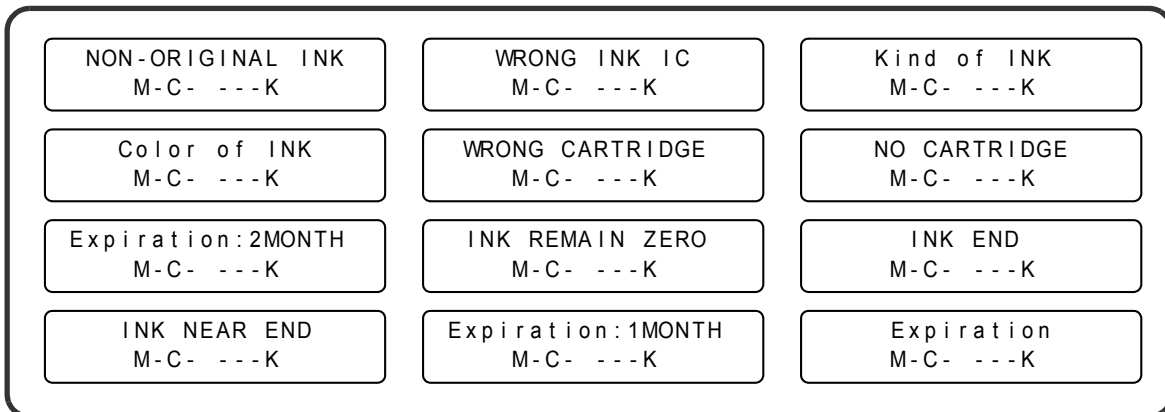 NON-ORIGINAL INK
M-C- ---K
WRONG INK IC
M-C- ---K
Kind of INK
M-C- ---K
Color of INK
M-C- ---K
WRONG CARTRIDGE
M-C- ---K
NO CARTRIDGE
M-C- ---K
Expiration:2MONTH
M-C- ---K
INK REMAIN ZERO
M-C- ---K
INK END
M-C- ---K
INK NEAR END
M-C- ---K
Expiration:1MONTH
M-C- ---K
Expiration
M-C- ---K